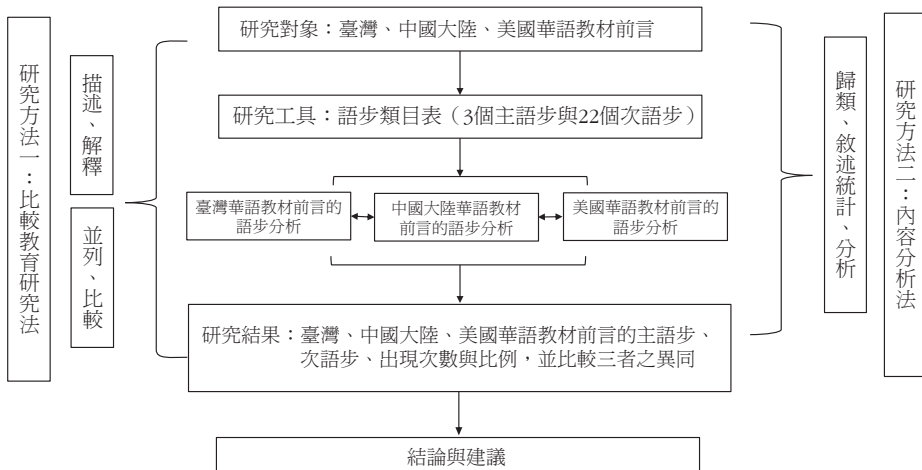 研究方法一：比較教育研究法
描述、解釋
並列、比較
研究對象：臺灣、中國大陸、美國華語教材前言
研究工具：語步類目表（3個主語步與22個次語步）
臺灣華語教材前言的
語步分析
中國大陸華語教材
前言的語步分析
美國華語教材前言的
語步分析
研究結果：臺灣、中國大陸、美國華語教材前言的主語步、
次語步、出現次數與比例，並比較三者之異同
結論與建議
歸類、敘述統計、分析
研究方法二：內容分析法